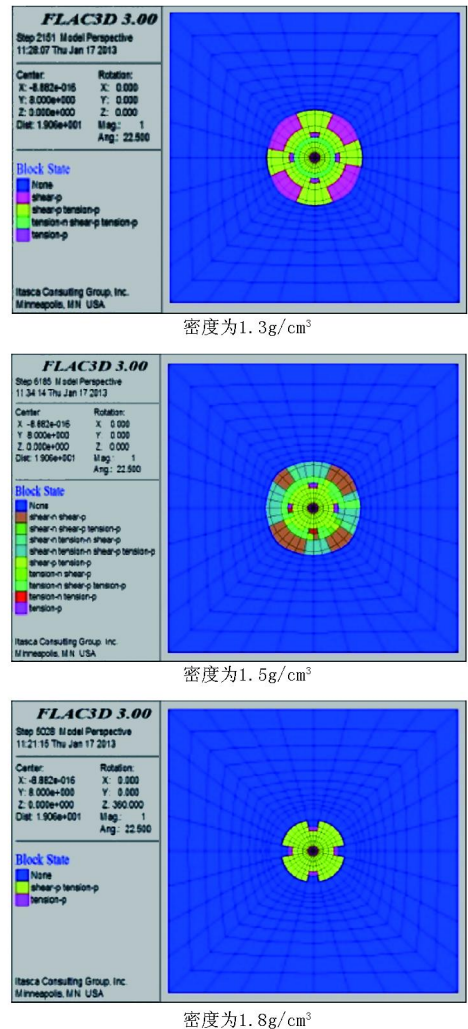 FLAC3D 3.00
Step 2151 Model Perspective
11:28:07 Thu Jan 17 2013
Center: Rotation:
X: -8.882e-016 X: 0.000
Y: 8.000e+000 Y: 0.000
Z: 0.000e+000 Z: 0.000
Dist: 1.906e+001 Mag.: 1
Ang.: 22.500
Block State
None
shear-p
shear-p tension-p
tension-n shear-p tension-p
tension-p
Itasca Consulting Group, Inc.
Minneapolis, MN USA
密度为1.3g/cm³
FLAC3D 3.00
Step 6185 Model Perspective
11:34:14 Thu Jan 17 2013
Center Rotation:
X -8.882e-016 X 0.000
Y 8.000e+000 Y 0.000
Z 0.000e+000 Z 0.000
Dist: 1.906e+001 Mag.: 1
Ang.: 22.500
Block State
None
shear-n shear-p
shear-n shear-p tension-p
shear-n tension-n shear-p
shear-n tension-n shear-p tension-p
shear-p tension-p
tension-n shear-p
tension-n shear-p tension-p
tension-n tension-p
tension-p
Itasca Consulting Group, Inc.
Minneapolis, MN USA
密度为1.5g/cm³
FLAC3D 3.00
Step 5028 Model Perspective
11:21:15 Thu Jan 17 2013
Center: Rotation:
X: -8.882e-016 X: 0.000
Y: 8.000e+000 Y: 0.000
Z: 0.000e+000 Z: 360.000
Dist: 1.906e+001 Mag.: 1
Ang.: 22.500
Block State
None
shear-p tension-p
tension-p
Itasca Consulting Group, Inc.
Minneapolis, MN USA
密度为1.8g/cm³